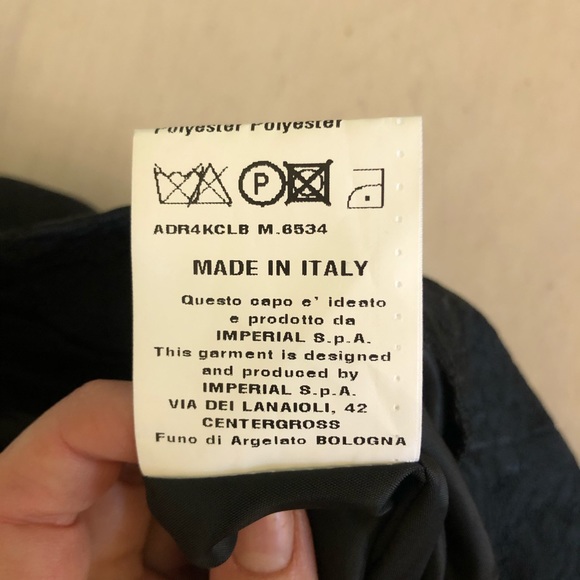 Polyester Polyester
P
ADR4KCLB M.6534
MADE IN ITALY
Questo capo e' ideato
e prodotto da
IMPERIAL S.p.A.
This garment is designed
and produced by
IMPERIAL S.p.A.
VIA DEI LANAIOLI, 42
CENTERGROSS
Funo di Argelato BOLOGNA